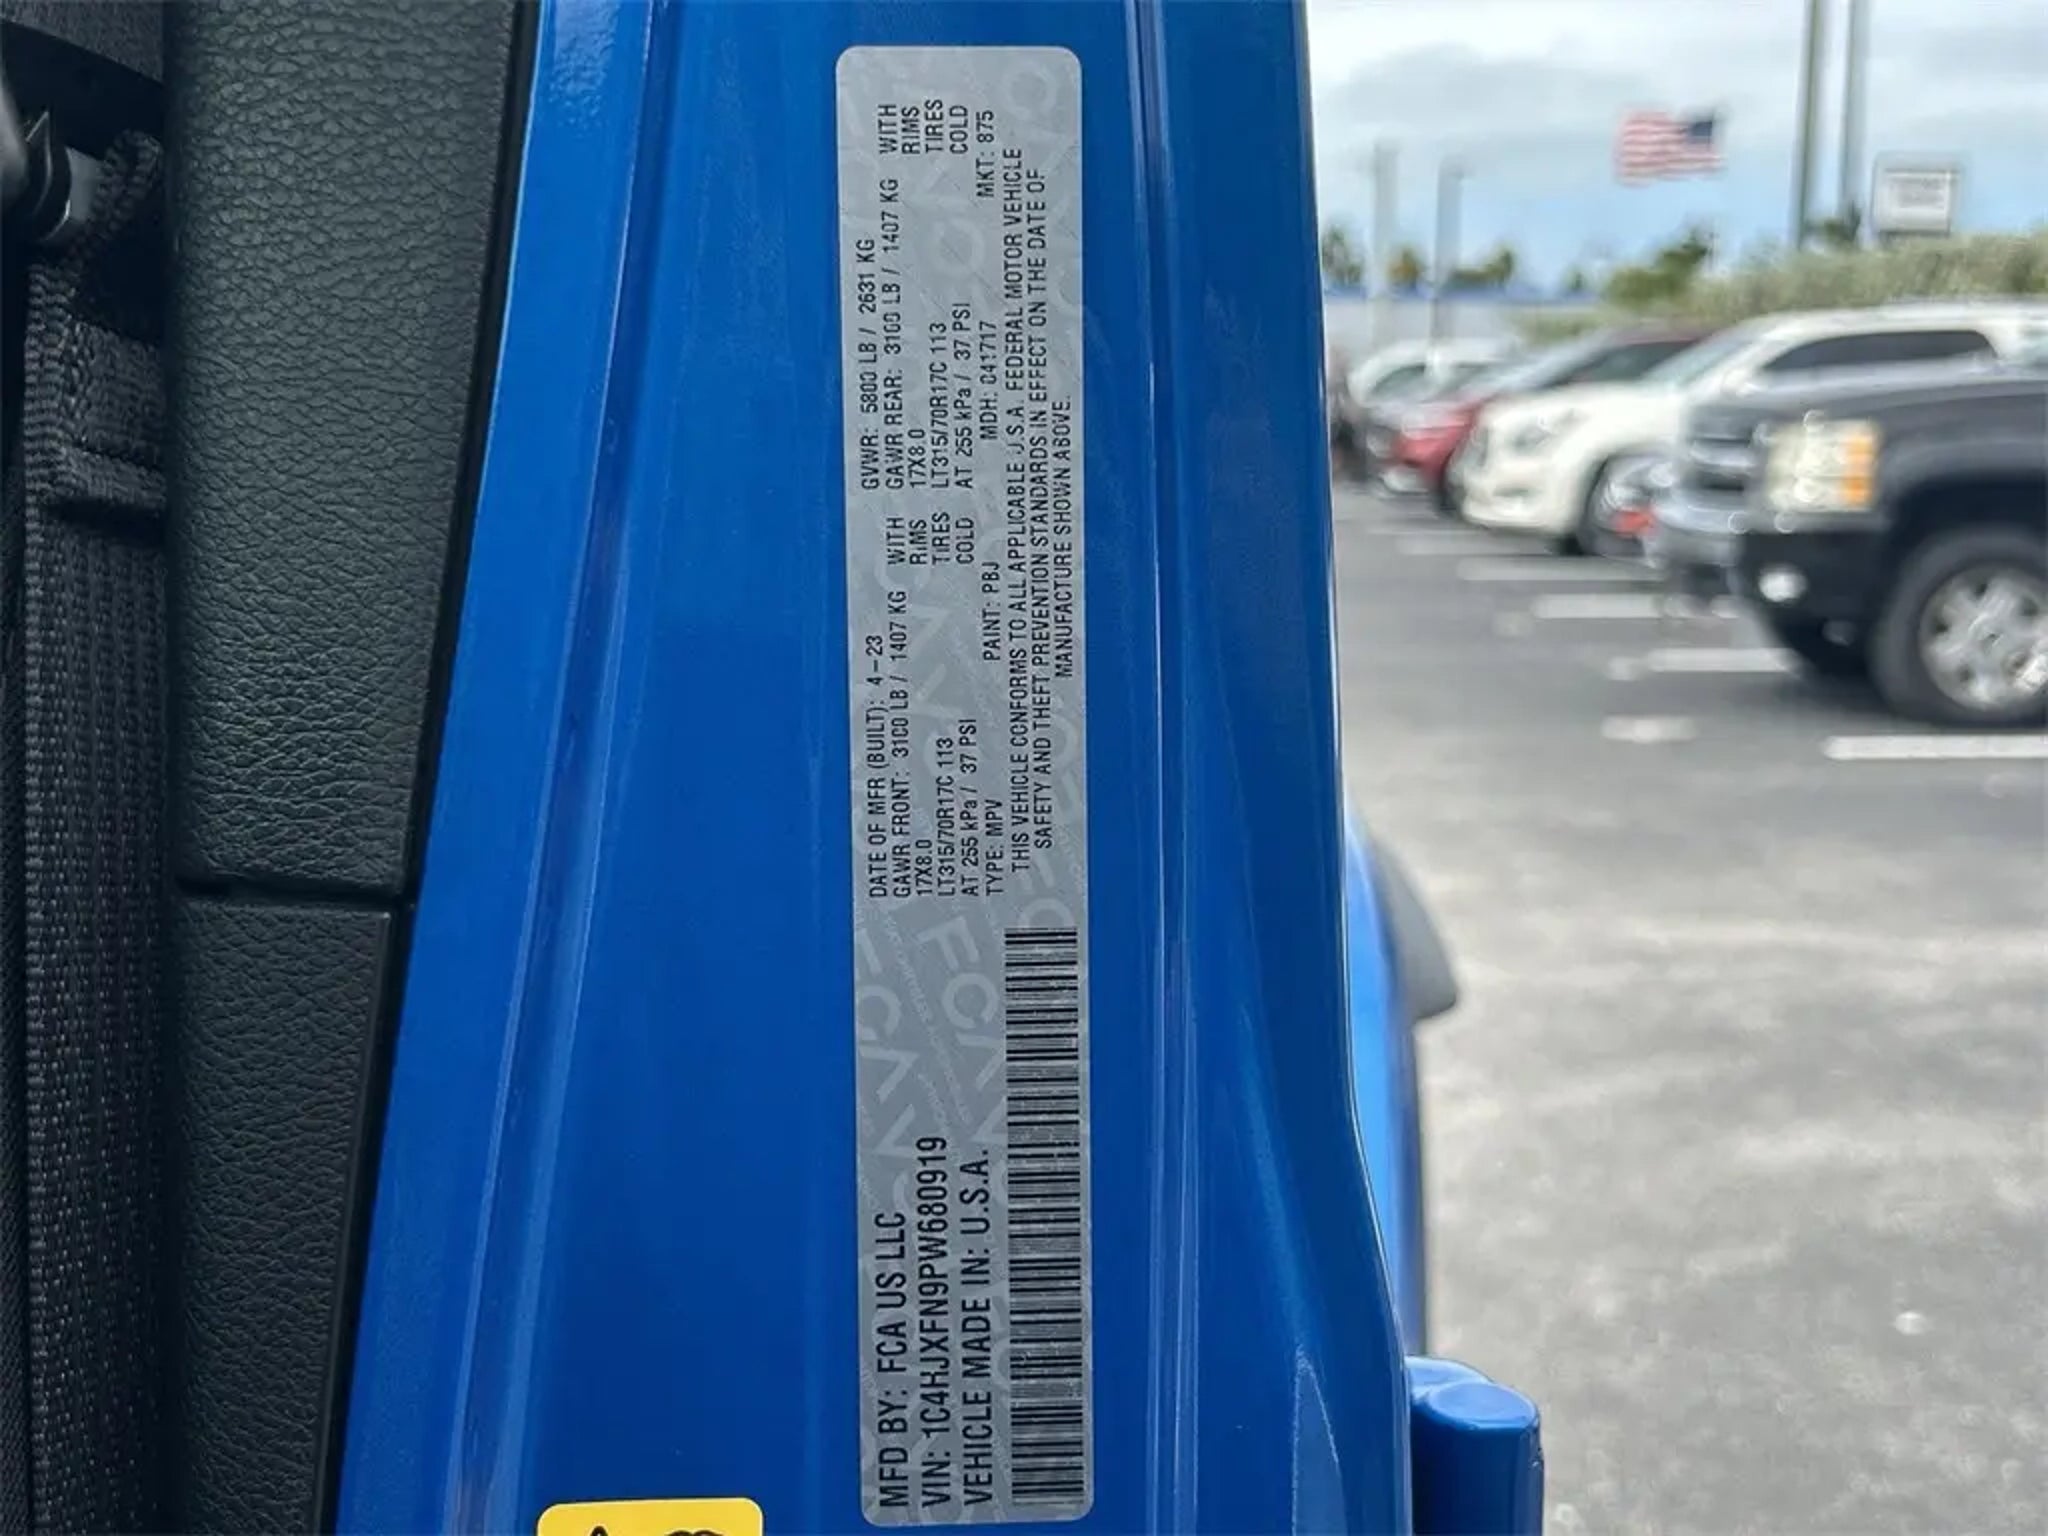 MFD BY: FCA US LLC
VIN: 1C4HJXFN9PW680919
VEHICLE MADE IN: U.S.A.
DATE OF MFR (BUILT): 4-23 GVWR: 5800 LB / 2631 KG
GAWR FRONT: 3100 LB / 1407 KG WITH GAWR REAR: 3100 LB / 1407 KG WITH
17X8.0 RIMS 17X8.0 RIMS
LT315/70R17C 113 TIRES LT315/70R17C 113 TIRES
AT 255 kPa / 37 PSI COLD AT 255 kPa / 37 PSI COLD
TYPE: MPV PAINT: PBJ MDH: 041717 MKT: 875
THIS VEHICLE CONFORMS TO ALL APPLICABLE U.S.A. FEDERAL MOTOR VEHICLE
SAFETY AND THEFT PREVENTION STANDARDS IN EFFECT ON THE DATE OF
MANUFACTURE SHOWN ABOVE.